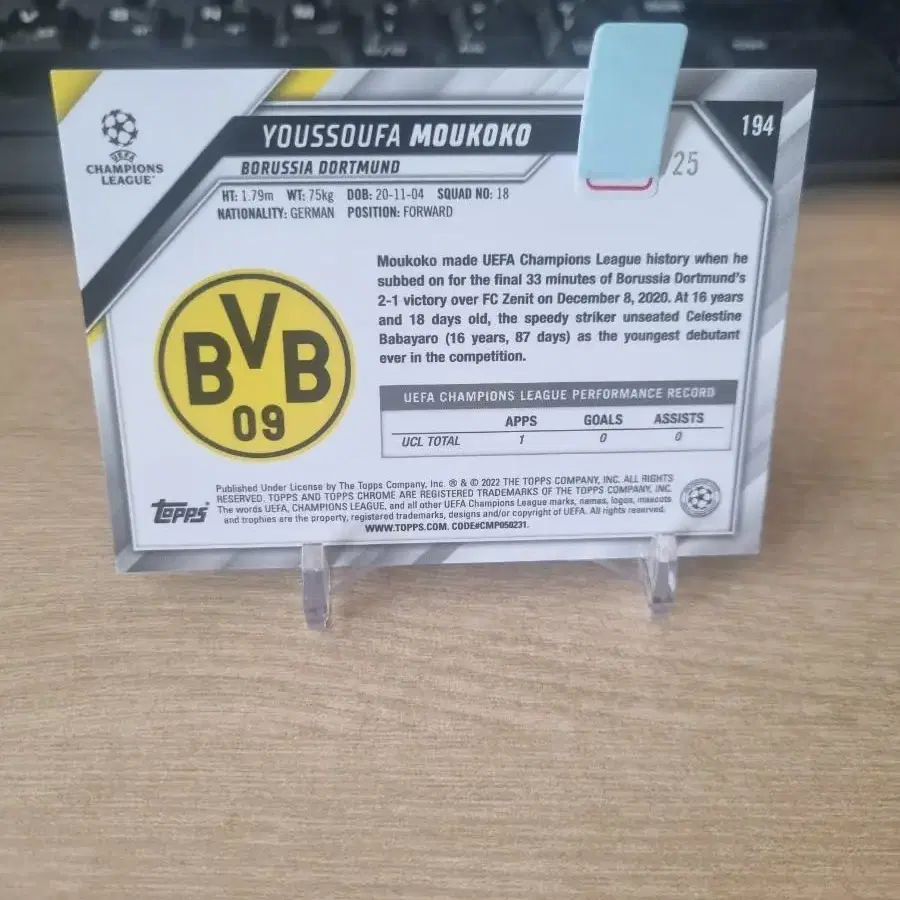 194
YOUSSOUFA MOUKOKO
/25
BORUSSIA DORTMUND
UEFA
CHAMPIONS
LEAGUE
HT: 1.79m WT: 75kg DOB: 20-11-04 SQUAD NO: 18
NATIONALITY: GERMAN POSITION: FORWARD
Moukoko made UEFA Champions League history when he
subbed on for the final 33 minutes of Borussia Dortmund's
2-1 victory over FC Zenit on December 8, 2020. At 16 years
and 18 days old, the speedy striker unseated Celestine
Babayaro (16 years, 87 days) as the youngest debutant
ever in the competition.
BVB
09
UEFA CHAMPIONS LEAGUE PERFORMANCE RECORD
APPS GOALS ASSISTS
UCL TOTAL 1 0 0
Published Under License by The Topps Company, Inc. ® & © 2022 THE TOPPS COMPANY, INC. ALL RIGHTS
RESERVED. TOPPS AND TOPPS CHROME ARE REGISTERED TRADEMARKS OF THE TOPPS COMPANY, INC.
The words UEFA, CHAMPIONS LEAGUE, and all other UEFA Champions League marks, names, logos, mascots
and trophies are the property, registered trademarks, designs and/or copyright of UEFA. All rights reserved.
WWW.TOPPS.COM. CODE#CMP050231.
Topps